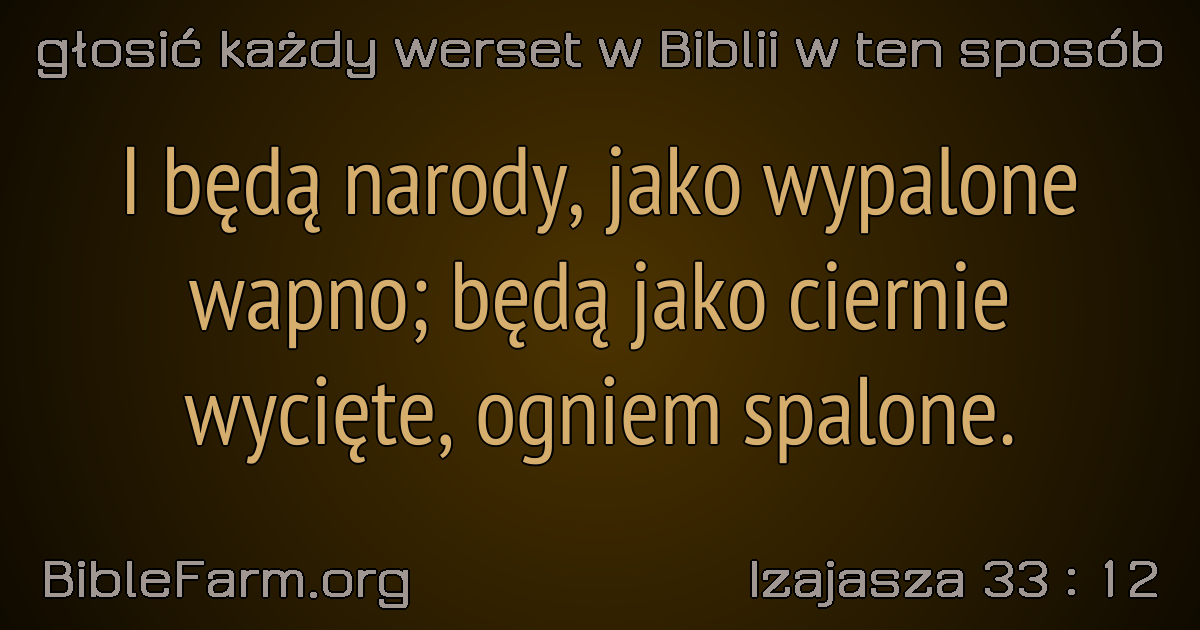 głosić każdy werset w Biblii w ten sposób
I będą narody, jako wypalone
wapno; będą jako ciernie
wycięte, ogniem spalone.
BibleFarm.org
Izajasza 33 : 12